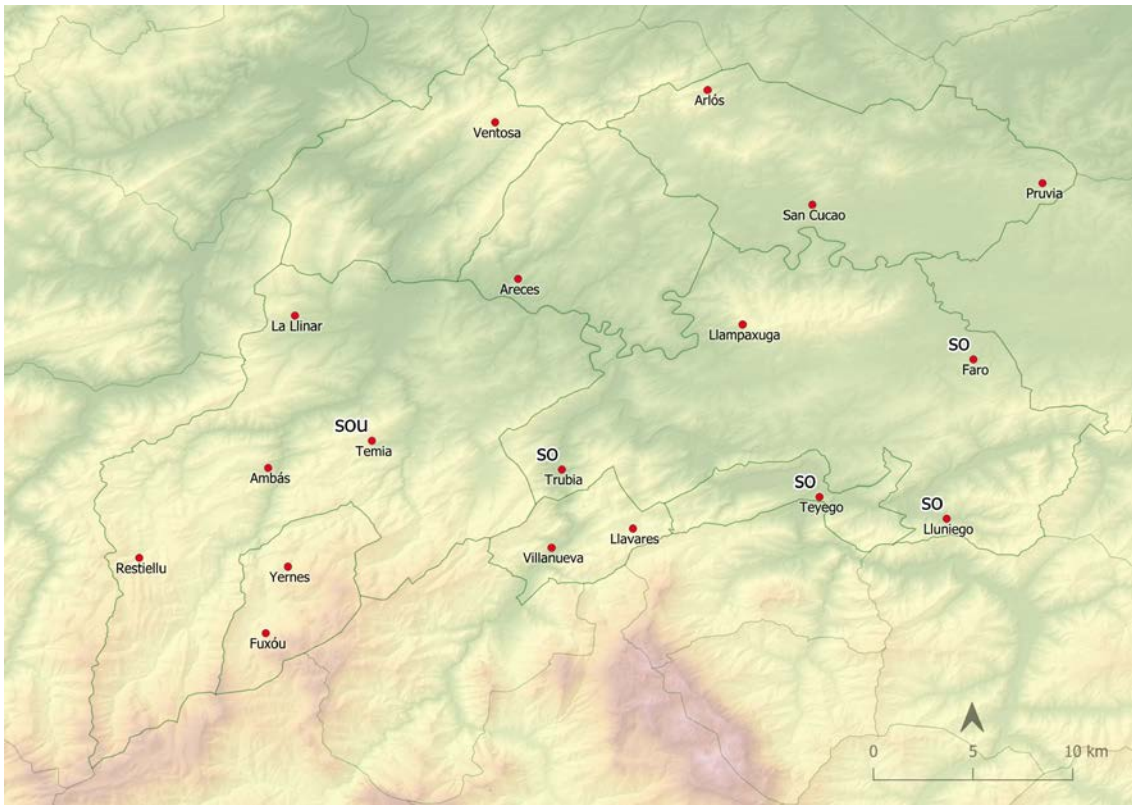 Arlós
Ventosa
Pruvia
San Cucao
Areces
La Llinar
Llampaxuga
so
Faro
sou
Temia
so
Trubia
Ambás
so
Teyego
so
Lluniego
Llavares
Villanueva
Restiellu
Yernes
Fuxóu
0 5 10 km